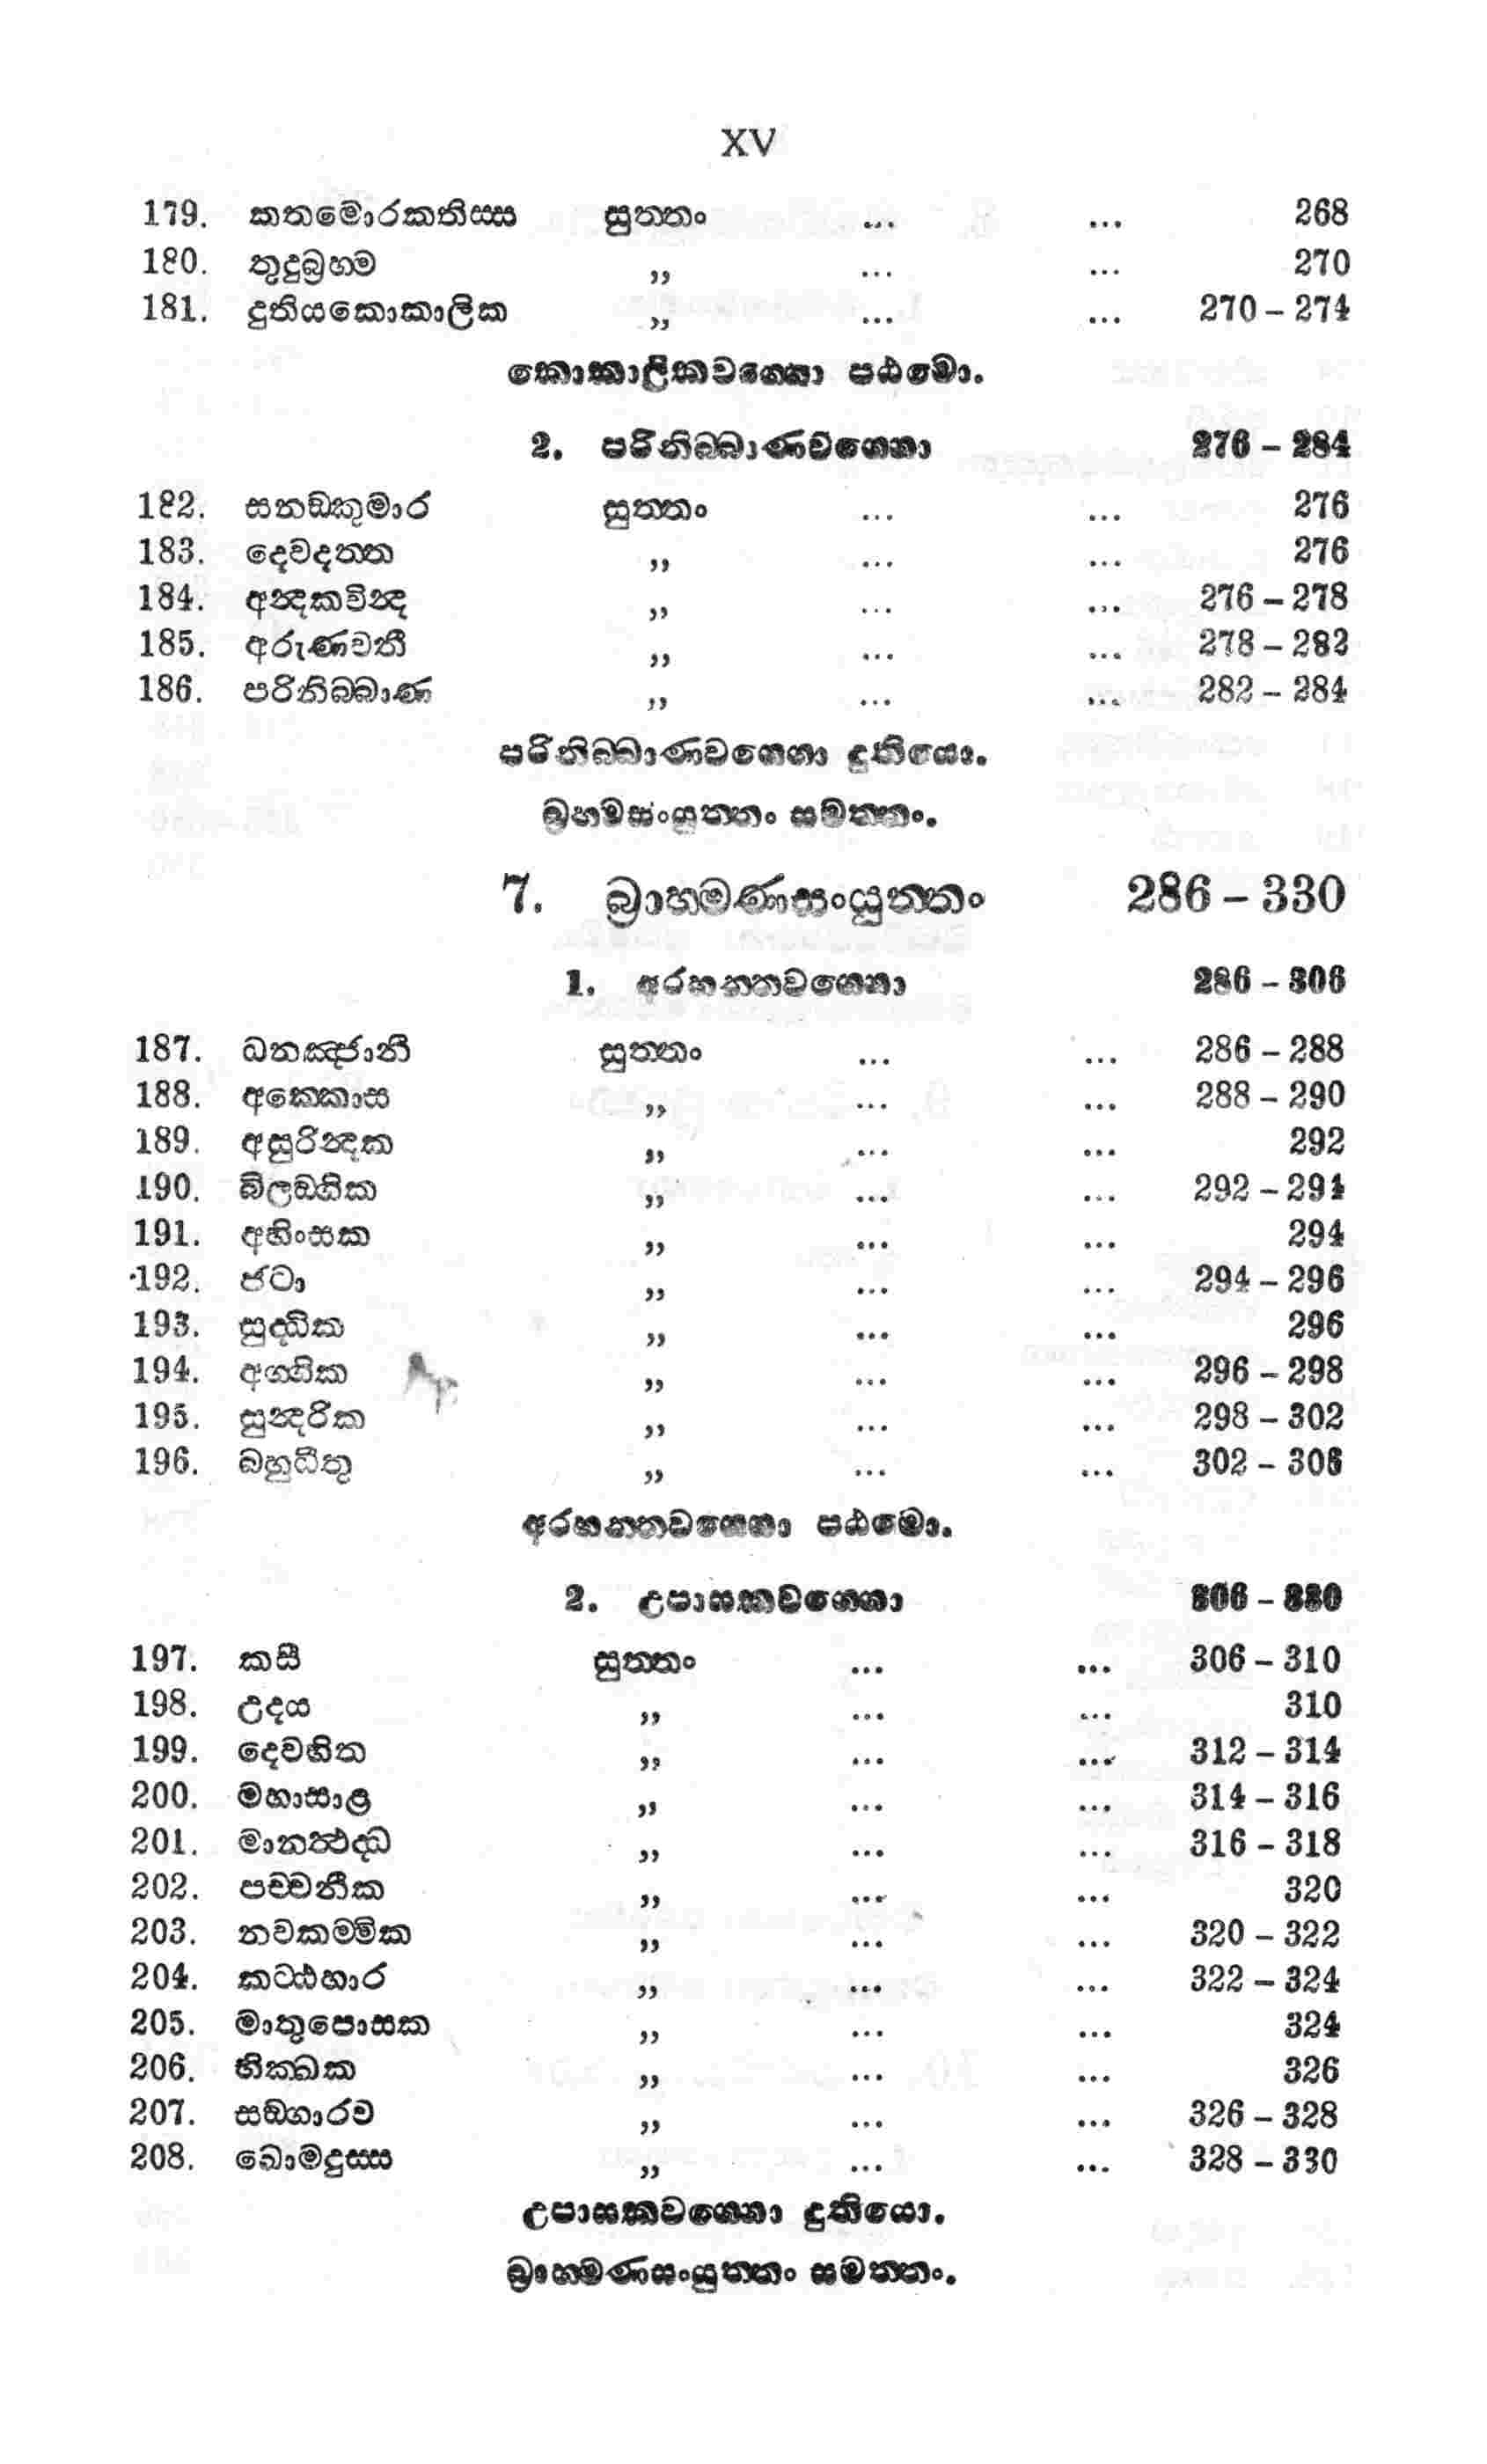 XV
179. කතමොරකතිස්ස සුත්තං ... ... 268
180. තුදුබ්‍රහ්ම ,, ... ... 270
181. දුතියකොකාලික ,, ... ... 270 – 274
කොකාලිකවග්ගො පඨමො.
2. පරිනිබ්බාණවග්ගො 276 – 284
182. සනඞ්කුමාර සුත්තං ... ... 276
183. දෙවදත්ත ,, ... ... 276
184. අන්‍ධකවින්‍ද ,, ... ... 276 – 278
185. අරුණවතී ,, ... ... 278 – 282
186. පරිනිබ්බාණ ,, ... ... 282 – 284
පරිනිබ්බාණවග්ගො දුතියො.
බ්‍රහ්මසංයුත්තං සමත්තං.
7. බ්‍රාහ්මණසංයුත්තං 286 – 330
1. අරහන්තවග්ගො 286 – 306
187. ධනඤ්ජානී සුත්තං ... ... 286 – 288
188. අක්කොස ,, ... ... 288 – 290
189. අසුරින්‍දක ,, ... ... 292
190. බිලඞ්ගික ,, ... ... 292 – 294
191. අහිංසක ,, ... ... 294
192. ජටා ,, ... ... 294 – 296
193. සුද්ධික ,, ... ... 296
194. අග්ගික ,, ... ... 296 – 298
195. සුන්‍දරික ,, ... ... 298 – 302
196. බහුධීතු ,, ... ... 302 – 306
අරහන්තවග්ගො පඨමො.
2. උපාසකවග්ගො 306 – 330
197. කසී සුත්තං ... ... 306 – 310
198. උදය ,, ... ... 310
199. දෙවහිත ,, ... ... 312 – 314
200. මහාසාළ ,, ... ... 314 – 316
201. මානත්‍ථද්ධ ,, ... ... 316 – 318
202. පච්චනීක ,, ... ... 320
203. නවකම්මික ,, ... ... 320 – 322
204. කට්ඨහාර ,, ... ... 322 – 324
205. මාතුපොසක ,, ... ... 324
206. භික්ඛක ,, ... ... 326
207. සඞ්ගාරව ,, ... ... 326 – 328
208. ඛොමදුස්ස ,, ... ... 328 – 330
උපාසකවග්ගො දුතියො.
බ්‍රාහ්මණසංයුත්තං සමත්තං.